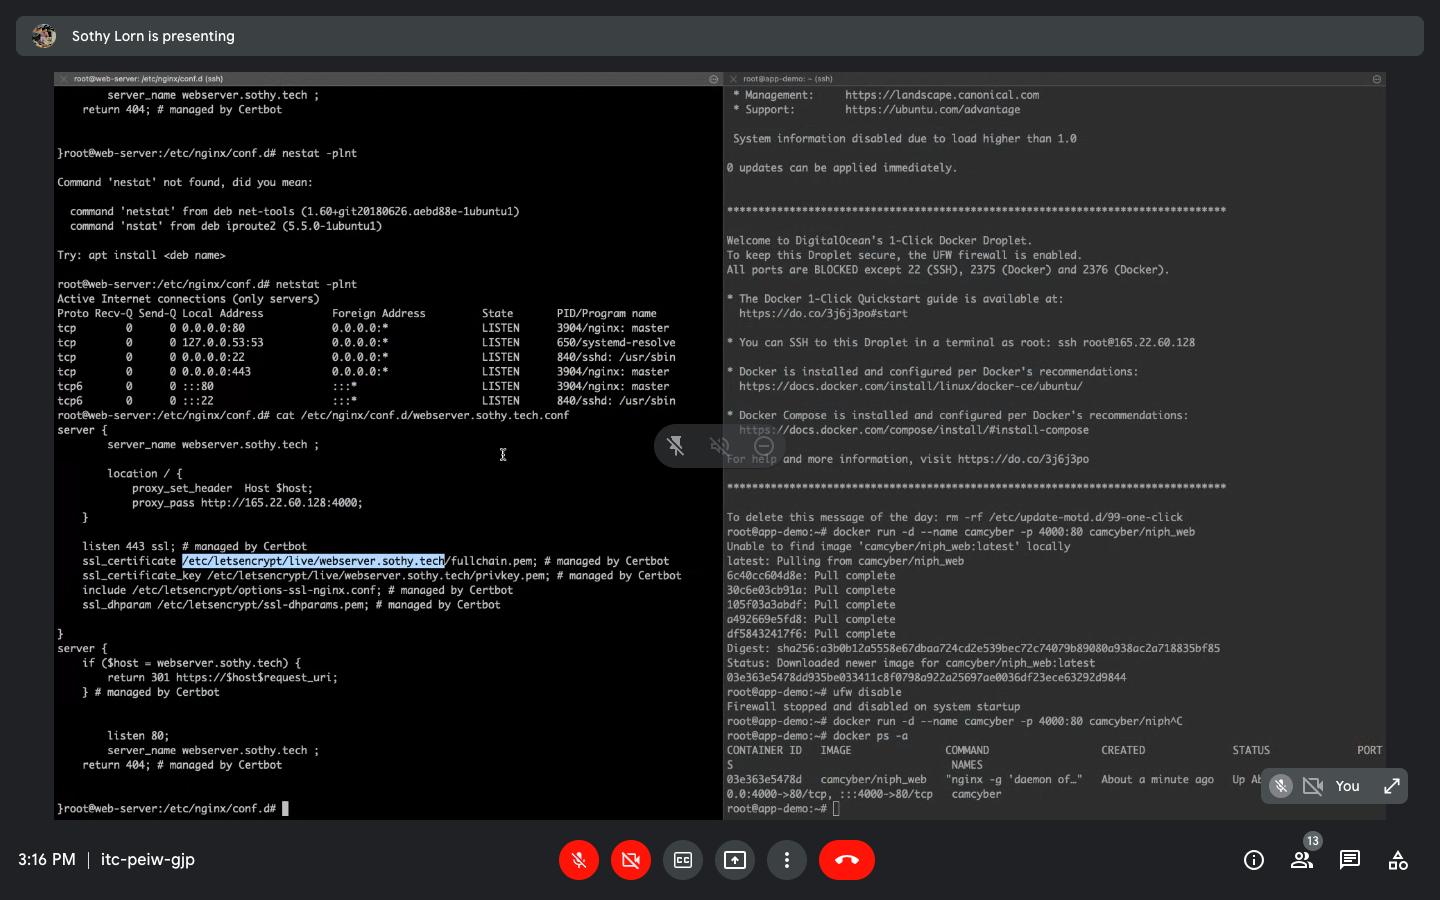 Sothy Lorn is presenting
root@web-server: /etc/nginx/conf.d (ssh)
server_name webserver.sothy.tech ;
return 404; # managed by Certbot
}root@web-server:/etc/nginx/conf.d# nestat -plnt
Command 'nestat' not found, did you mean:
command 'netstat' from deb net-tools (1.60+git20180626.aebd88e-1ubuntu1)
command 'nstat' from deb iproute2 (5.5.0-1ubuntu1)
Try: apt install <deb name>
root@web-server:/etc/nginx/conf.d# netstat -plnt
Active Internet connections (only servers)
Proto Recv-Q Send-Q Local Address Foreign Address State PID/Program name
tcp 0 0 0.0.0.0:80 0.0.0.0:* LISTEN 3904/nginx: master
tcp 0 0 127.0.0.53:53 0.0.0.0:* LISTEN 650/systemd-resolve
tcp 0 0 0.0.0.0:22 0.0.0.0:* LISTEN 840/sshd: /usr/sbin
tcp 0 0 0.0.0.0:443 0.0.0.0:* LISTEN 3904/nginx: master
tcp6 0 0 :::80 :::* LISTEN 3904/nginx: master
tcp6 0 0 :::22 :::* LISTEN 840/sshd: /usr/sbin
root@web-server:/etc/nginx/conf.d# cat /etc/nginx/conf.d/webserver.sothy.tech.conf
server {
server_name webserver.sothy.tech ;
location / {
proxy_set_header Host $host;
proxy_pass http://165.22.60.128:4000;
}
listen 443 ssl; # managed by Certbot
ssl_certificate /etc/letsencrypt/live/webserver.sothy.tech/fullchain.pem; # managed by Certbot
ssl_certificate_key /etc/letsencrypt/live/webserver.sothy.tech/privkey.pem; # managed by Certbot
include /etc/letsencrypt/options-ssl-nginx.conf; # managed by Certbot
ssl_dhparam /etc/letsencrypt/ssl-dhparams.pem; # managed by Certbot
}
server {
if ($host = webserver.sothy.tech) {
return 301 https://$host$request_uri;
} # managed by Certbot
listen 80;
server_name webserver.sothy.tech ;
return 404; # managed by Certbot
}root@web-server:/etc/nginx/conf.d#
root@app-demo: ~ (ssh)
* Management: https://landscape.canonical.com
* Support: https://ubuntu.com/advantage
System information disabled due to load higher than 1.0
0 updates can be applied immediately.
********************************************************************************
Welcome to DigitalOcean's 1-Click Docker Droplet.
To keep this Droplet secure, the UFW firewall is enabled.
All ports are BLOCKED except 22 (SSH), 2375 (Docker) and 2376 (Docker).
* The Docker 1-Click Quickstart guide is available at:
https://do.co/3j6j3po#start
* You can SSH to this Droplet in a terminal as root: ssh root@165.22.60.128
* Docker is installed and configured per Docker's recommendations:
https://docs.docker.com/install/linux/docker-ce/ubuntu/
* Docker Compose is installed and configured per Docker's recommendations:
https://docs.docker.com/compose/install/#install-compose
For help and more information, visit https://do.co/3j6j3po
********************************************************************************
To delete this message of the day: rm -rf /etc/update-motd.d/99-one-click
root@app-demo:~# docker run -d --name camcyber -p 4000:80 camcyber/niph_web
Unable to find image 'camcyber/niph_web:latest' locally
latest: Pulling from camcyber/niph_web
6c40cc604d8e: Pull complete
30c6e03cb91a: Pull complete
105f03a3abdf: Pull complete
a492669e5fd8: Pull complete
df58432417f6: Pull complete
Digest: sha256:a3b0b12a5558e67dbaa724cd2e539bec72c74079b89080a938ac2a718835bf85
Status: Downloaded newer image for camcyber/niph_web:latest
03e363e5478dd935be033411c8f0798a922a25697ae0036df23ece63292d9844
root@app-demo:~# ufw disable
Firewall stopped and disabled on system startup
root@app-demo:~# docker run -d --name camcyber -p 4000:80 camcyber/niph^C
root@app-demo:~# docker ps -a
CONTAINER ID IMAGE COMMAND CREATED STATUS PORT
S NAMES
03e363e5478d camcyber/niph_web "nginx -g 'daemon of…" About a minute ago Up
0.0:4000->80/tcp, :::4000->80/tcp camcyber
root@app-demo:~#
You
3:16 PM | itc-peiw-gjp
CC
13